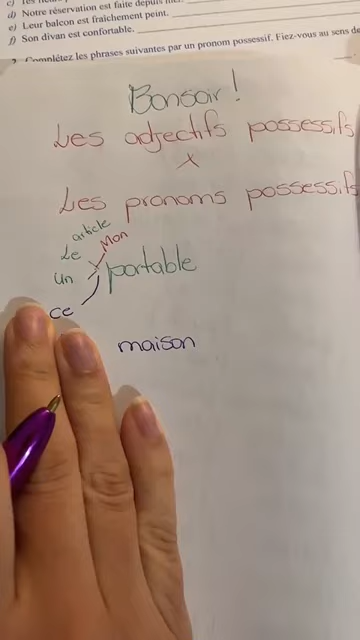 d) Notre réservation est faite depuis
e) Leur balcon est fraîchement peint.
f) Son divan est confortable.
Complétez les phrases suivantes par un pronom possessif. Fiez-vous au sens de
Bonsoir !
Les adjectifs possessifs
x
Les pronoms possessifs
article
Le Mon
Un portable
ce
maison